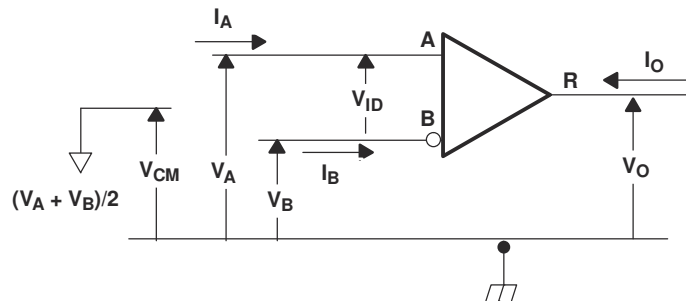 I_A
A
R
I_O
V_ID
B
V_CM
V_A
I_B
V_B
V_O
(V_A + V_B)/2